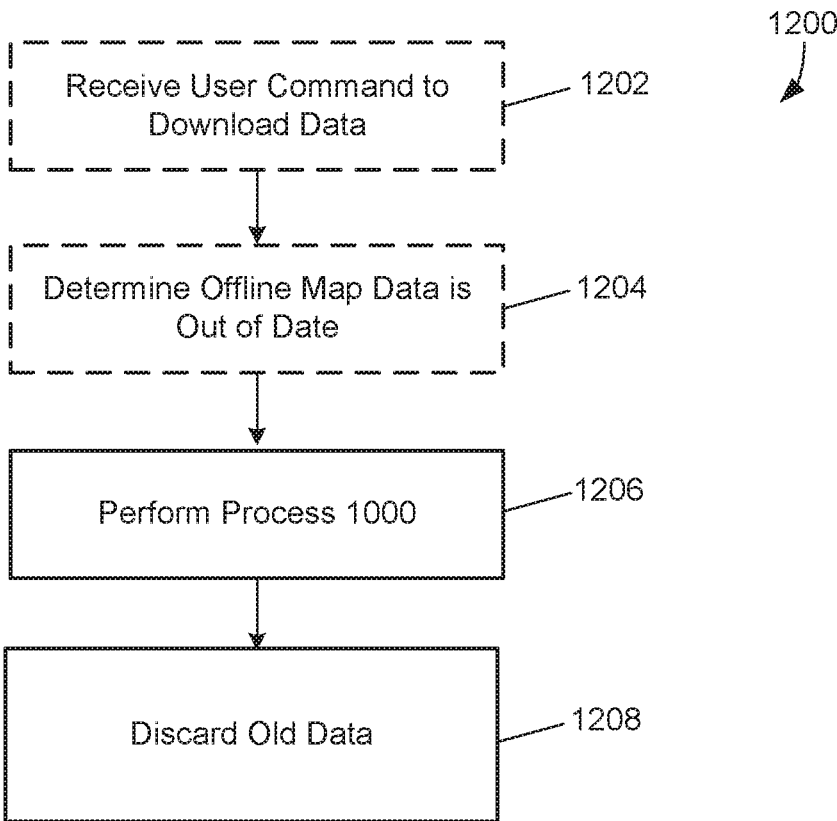 1200
Receive User Command to
Download Data
1202
Determine Offline Map Data is
Out of Date
1204
Perform Process 1000
1206
Discard Old Data
1208